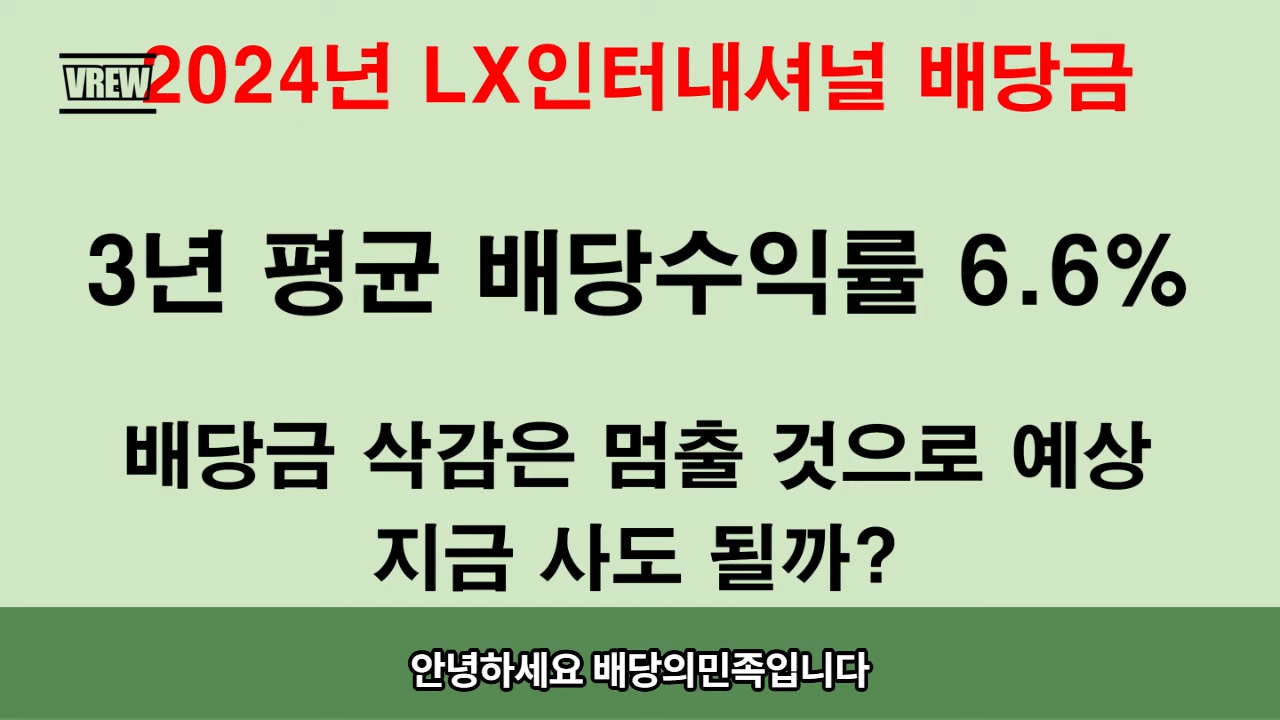 VREW
2024년 LX인터내셔널 배당금
3년 평균 배당수익률 6.6%
배당금 삭감은 멈출 것으로 예상
지금 사도 될까?
안녕하세요 배당의민족입니다